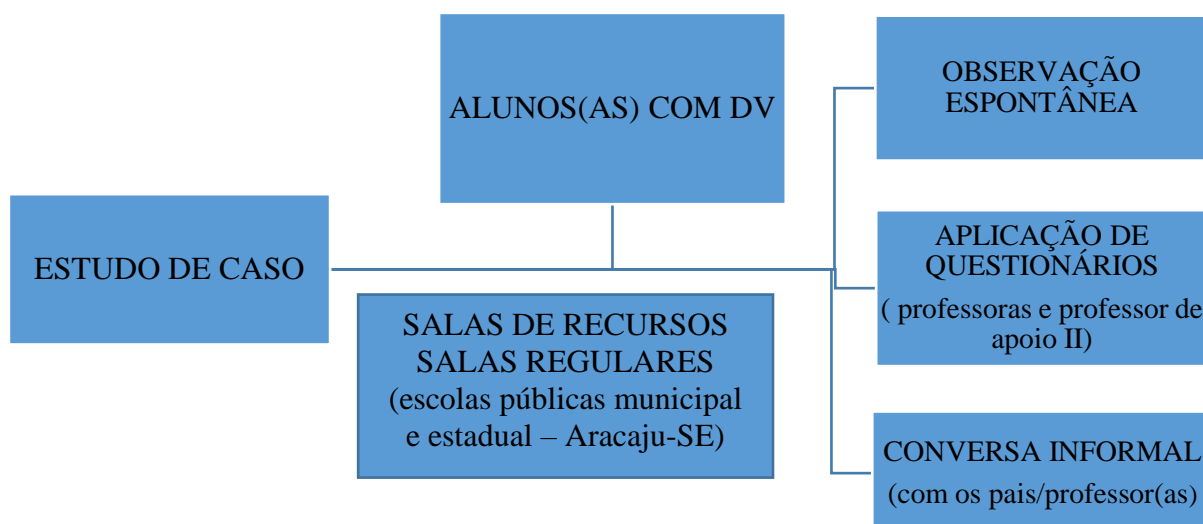 ESTUDO DE CASO
ALUNOS(AS) COM DV
SALAS DE RECURSOS
SALAS REGULARES
(escolas públicas municipal
e estadual – Aracaju-SE)
OBSERVAÇÃO
ESPONTÂNEA
APLICAÇÃO DE
QUESTIONÁRIOS
( professoras e professor de
apoio II)
CONVERSA INFORMAL
(com os pais/professor(as)